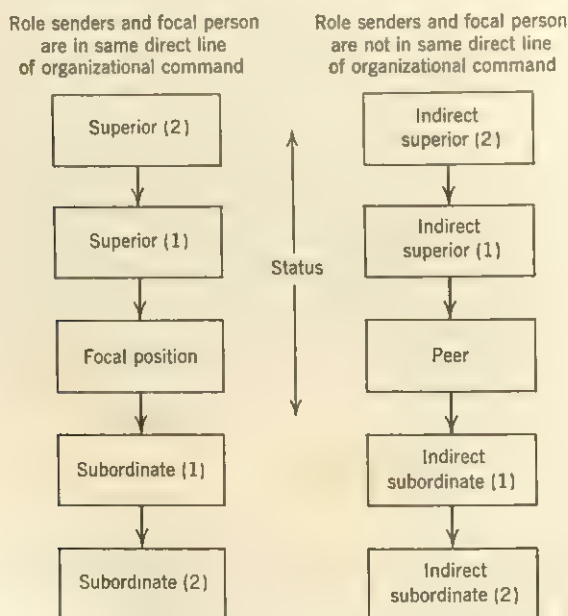 Role senders and focal person
are in same direct line
of organizational command
Role senders and focal person
are not in same direct line
of organizational command
Superior (2)
Superior (1)
Focal position
Subordinate (1)
Subordinate (2)
Status
Indirect
superior (2)
Indirect
superior (1)
Peer
Indirect
subordinate (1)
Indirect
subordinate (2)